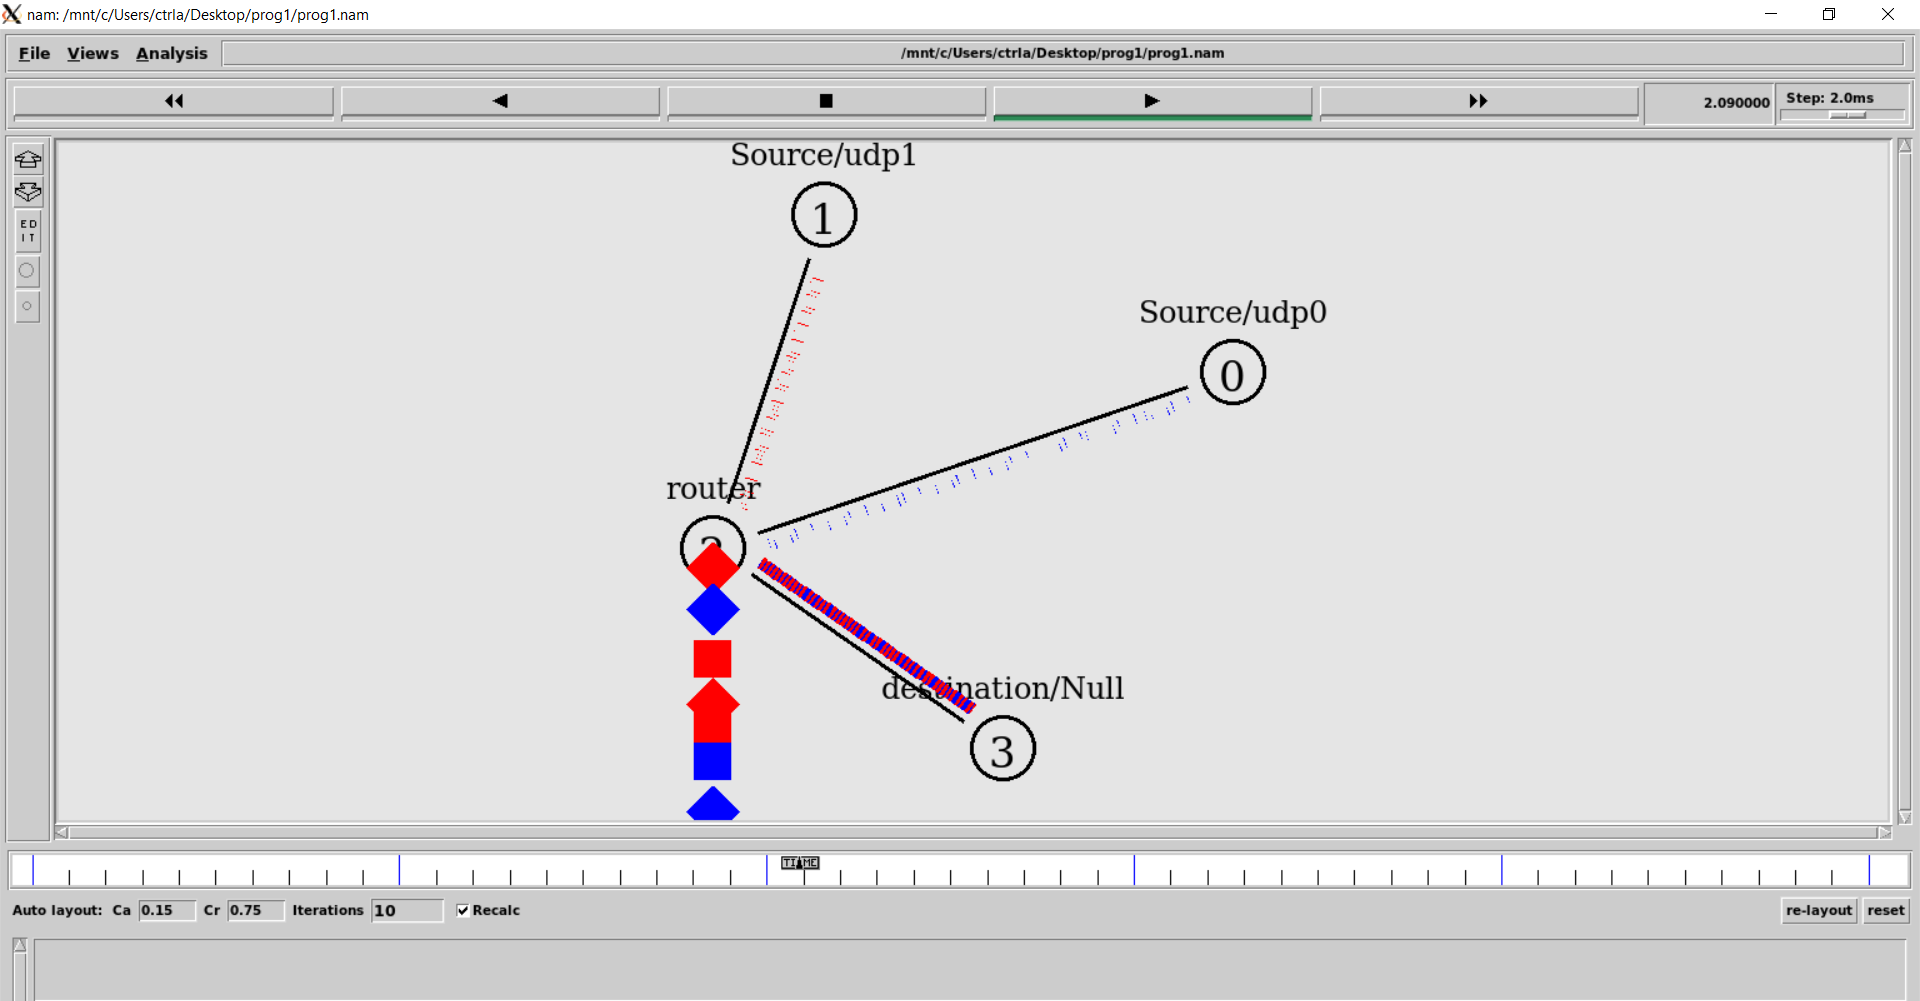 nam: /mnt/c/Users/ctrla/Desktop/prog1/prog1.nam
File Views Analysis /mnt/c/Users/ctrla/Desktop/prog1/prog1.nam
2.090000 Step: 2.0ms
ED
IT
Source/udp1
1
Source/udp0
0
router
destination/Null
3
TIME
Auto layout: Ca 0.15 Cr 0.75 Iterations 10 Recalc re-layout reset